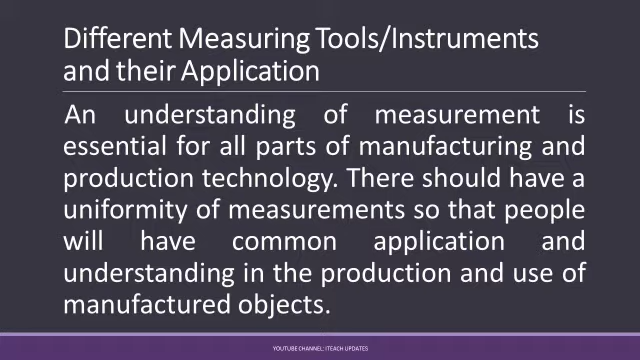 Different Measuring Tools/Instruments
and their Application
An understanding of measurement is
essential for all parts of manufacturing and
production technology. There should have a
uniformity of measurements so that people
will have common application and
understanding in the production and use of
manufactured objects.
YOUTUBE CHANNEL: ITEACH UPDATES